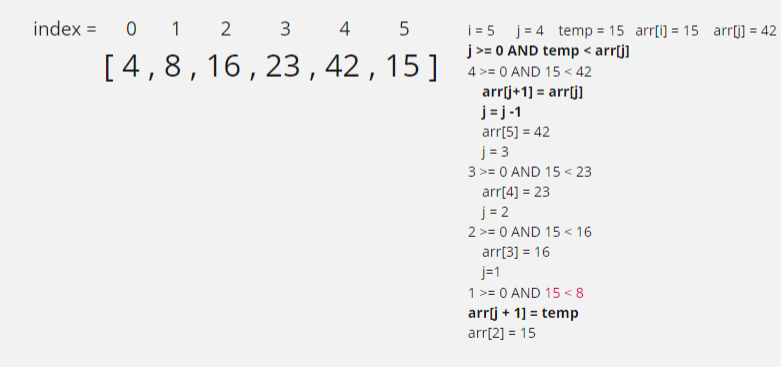 index = 0 1 2 3 4 5
[ 4 , 8 , 16 , 23 , 42 , 15 ]
i = 5 j = 4 temp = 15 arr[i] = 15 arr[j] = 42
j >= 0 AND temp < arr[j]
4 >= 0 AND 15 < 42
arr[j+1] = arr[j]
j = j -1
arr[5] = 42
j = 3
3 >= 0 AND 15 < 23
arr[4] = 23
j = 2
2 >= 0 AND 15 < 16
arr[3] = 16
j=1
1 >= 0 AND 15 < 8
arr[j + 1] = temp
arr[2] = 15